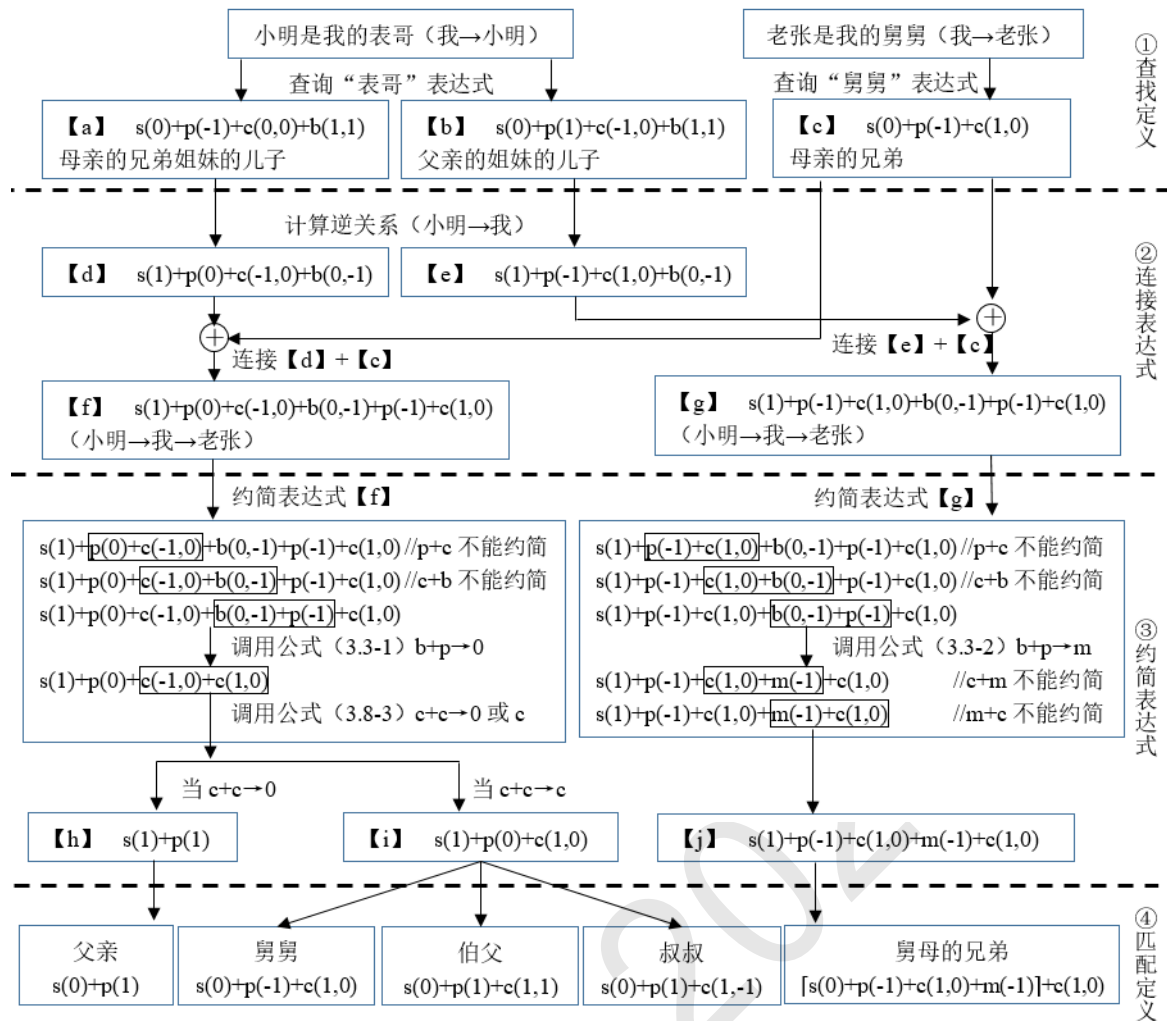 小明是我的表哥（我→小明）
老张是我的舅舅（我→老张）
①查找定义
查询“表哥”表达式
查询“舅舅”表达式
【a】 s(0)+p(-1)+c(0,0)+b(1,1)
母亲的兄弟姐妹的儿子
【b】 s(0)+p(1)+c(-1,0)+b(1,1)
父亲的姐妹的儿子
【c】 s(0)+p(-1)+c(1,0)
母亲的兄弟
计算逆关系（小明→我）
②连接表达式
【d】 s(1)+p(0)+c(-1,0)+b(0,-1)
【e】 s(1)+p(-1)+c(1,0)+b(0,-1)
+
+
连接【d】+【c】
连接【e】+【c】
【f】 s(1)+p(0)+c(-1,0)+b(0,-1)+p(-1)+c(1,0)
（小明→我→老张）
【g】 s(1)+p(-1)+c(1,0)+b(0,-1)+p(-1)+c(1,0)
（小明→我→老张）
约简表达式【f】
约简表达式【g】
③约简表达式
s(1)+p(0)+c(-1,0)+b(0,-1)+p(-1)+c(1,0)//p+c 不能约简
s(1)+p(0)+c(-1,0)+b(0,-1)+p(-1)+c(1,0)//c+b 不能约简
s(1)+p(0)+c(-1,0)+b(0,-1)+p(-1)+c(1,0)
调用公式（3.3-1）b+p→0
s(1)+p(0)+c(-1,0)+c(1,0)
调用公式（3.8-3）c+c→0 或 c
s(1)+p(-1)+c(1,0)+b(0,-1)+p(-1)+c(1,0)//p+c 不能约简
s(1)+p(-1)+c(1,0)+b(0,-1)+p(-1)+c(1,0)//c+b 不能约简
s(1)+p(-1)+c(1,0)+b(0,-1)+p(-1)+c(1,0)
调用公式（3.3-2）b+p→m
s(1)+p(-1)+c(1,0)+m(-1)+c(1,0) //c+m 不能约简
s(1)+p(-1)+c(1,0)+m(-1)+c(1,0) //m+c 不能约简
当 c+c→0
当 c+c→c
【h】 s(1)+p(1)
【i】 s(1)+p(0)+c(1,0)
【j】 s(1)+p(-1)+c(1,0)+m(-1)+c(1,0)
④匹配定义
父亲
s(0)+p(1)
舅舅
s(0)+p(-1)+c(1,0)
伯父
s(0)+p(1)+c(1,1)
叔叔
s(0)+p(1)+c(1,-1)
舅母的兄弟
⌈s(0)+p(-1)+c(1,0)+m(-1)⌉+c(1,0)